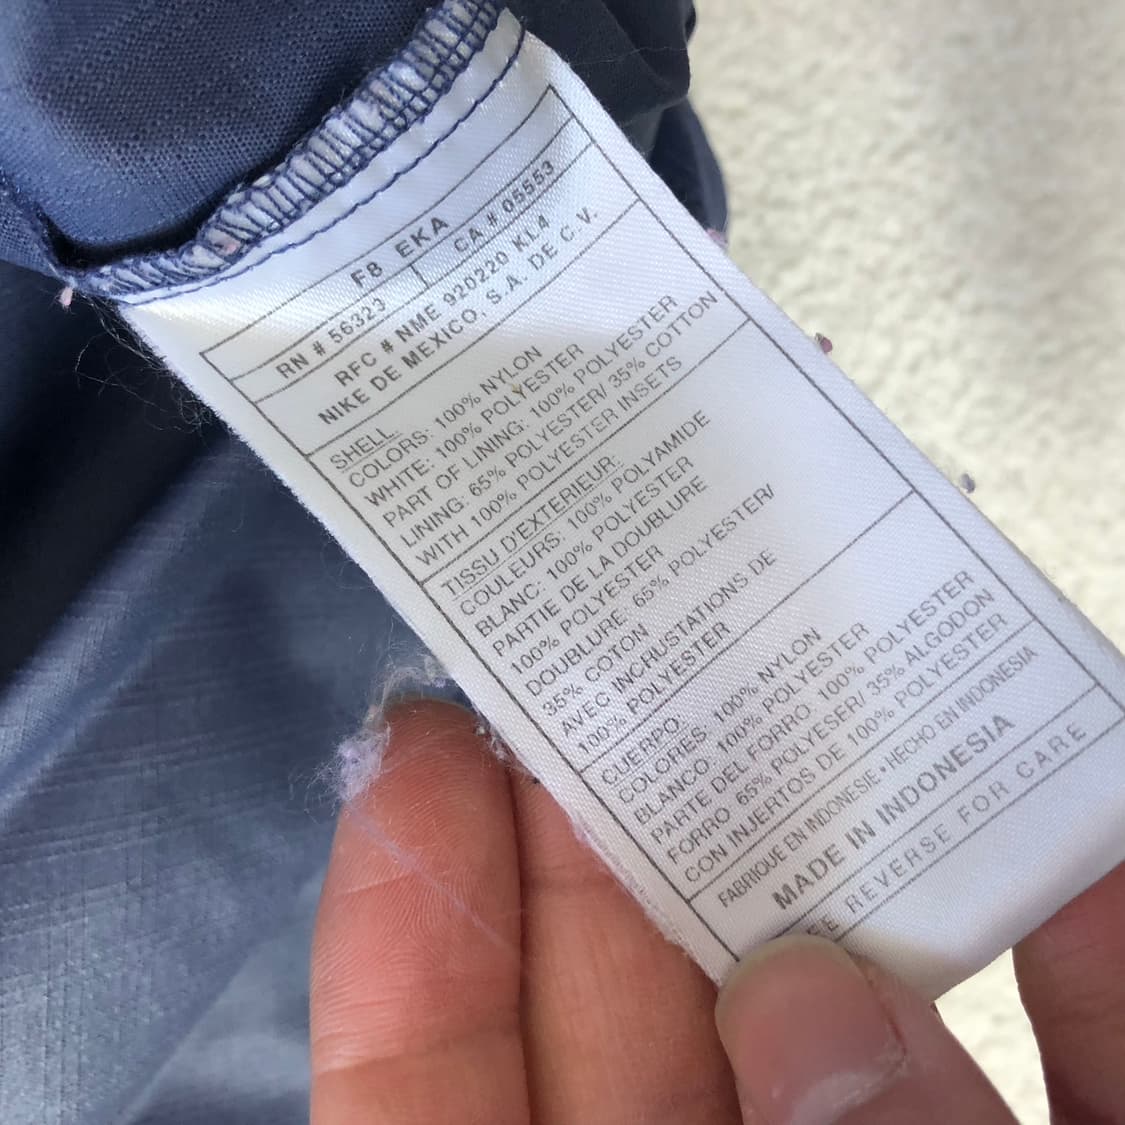 F8 EKA
RN # 56323 CA # 05553
RFC # NME 920220 KL4
NIKE DE MEXICO, S.A. DE C.V.
SHELL:
COLORS: 100% NYLON
WHITE: 100% POLYESTER
PART OF LINING: 100% POLYESTER
LINING: 65% POLYESTER/ 35% COTTON
WITH 100% POLYESTER INSETS
TISSU D'EXTERIEUR:
COULEURS: 100% POLYAMIDE
BLANC: 100% POLYESTER
PARTIE DE LA DOUBLURE
100% POLYESTER
DOUBLURE: 65% POLYESTER/
35% COTON
AVEC INCRUSTATIONS DE
100% POLYESTER
CUERPO:
COLORES: 100% NYLON
BLANCO: 100% POLYESTER
PARTE DEL FORRO: 100% POLYESTER
FORRO 65% POLYESER/ 35% ALGODON
CON INJERTOS DE 100% POLYESTER
FABRIQUE EN INDONESIE • HECHO EN INDONESIA
MADE IN INDONESIA
REVERSE FOR CARE